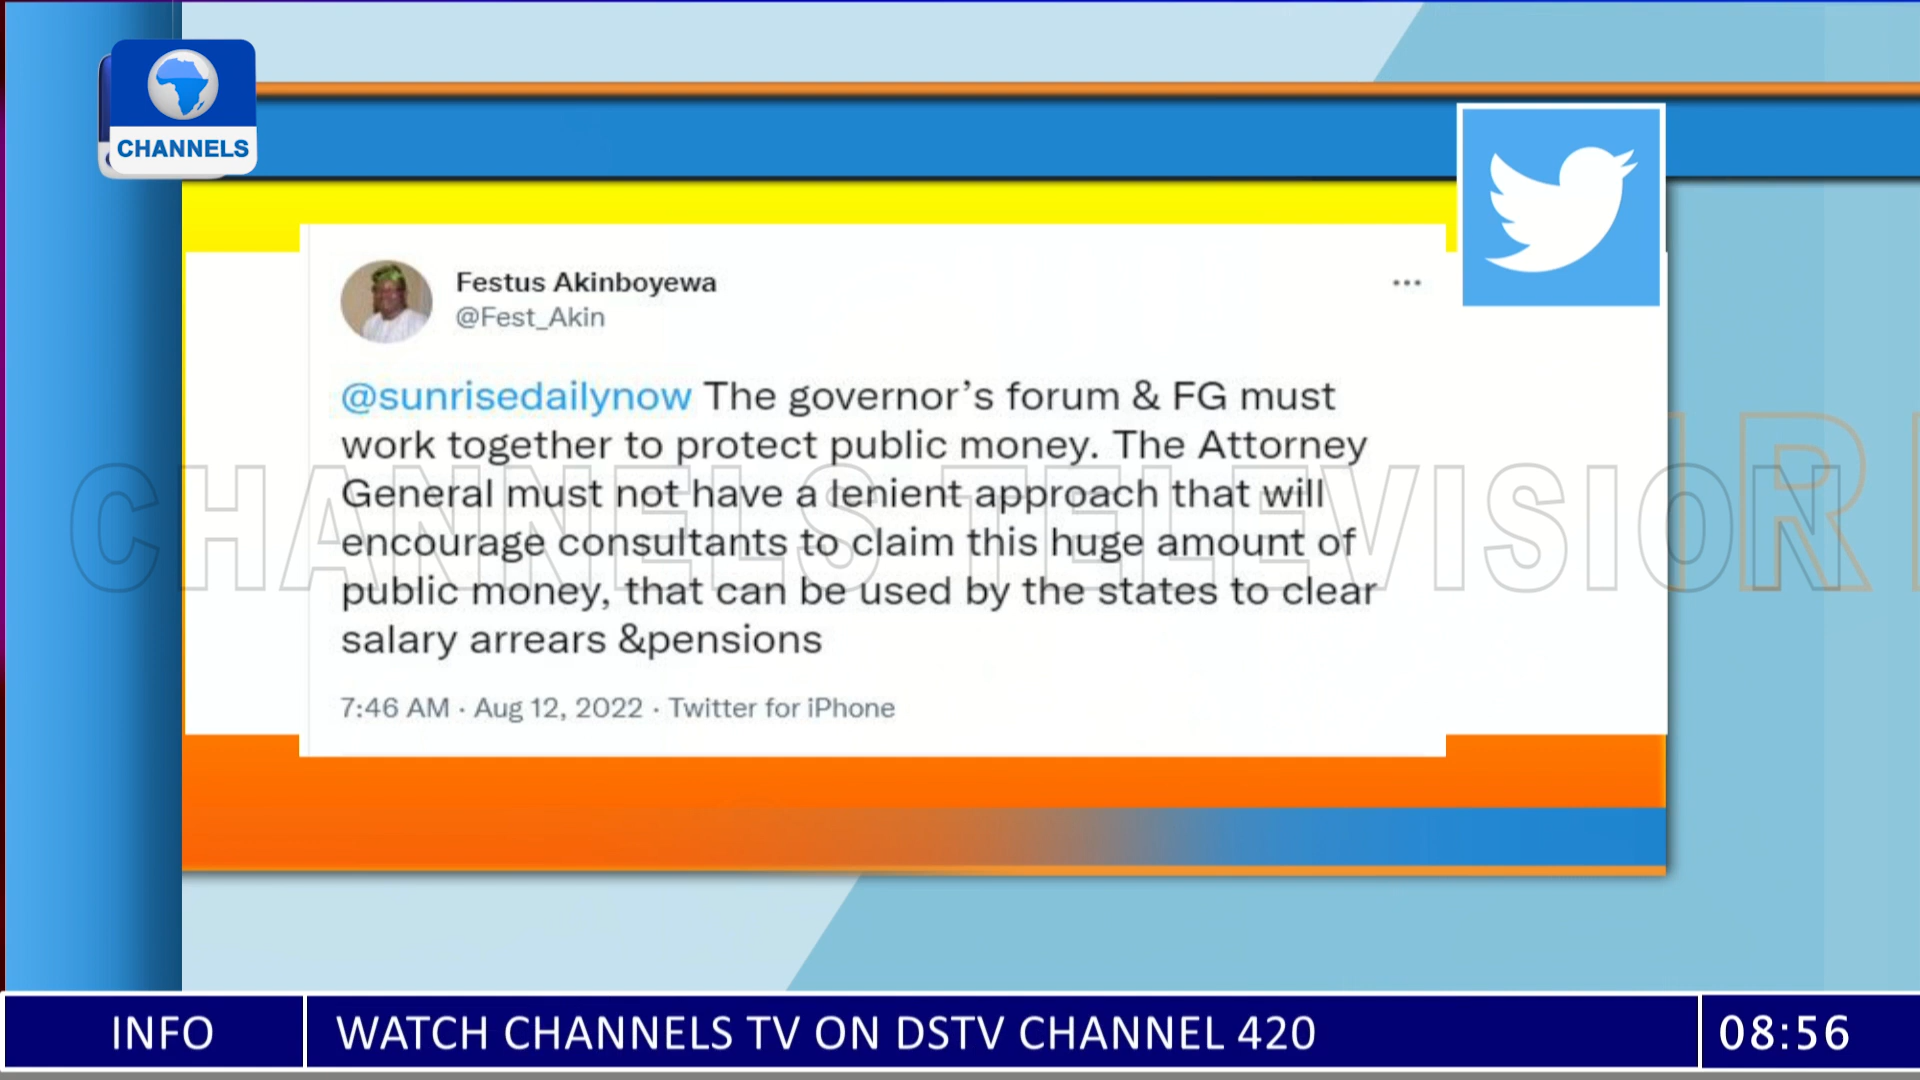 CHANNELS
Festus Akinboyewa
@Fest_Akin
@sunrisedailynow The governor’s forum & FG must
work together to protect public money. The Attorney
General must not have a lenient approach that will
encourage consultants to claim this huge amount of
public money, that can be used by the states to clear
salary arrears &pensions
7:46 AM · Aug 12, 2022 · Twitter for iPhone
CHANNELS TELEVISION
INFO
WATCH CHANNELS TV ON DSTV CHANNEL 420
08:56